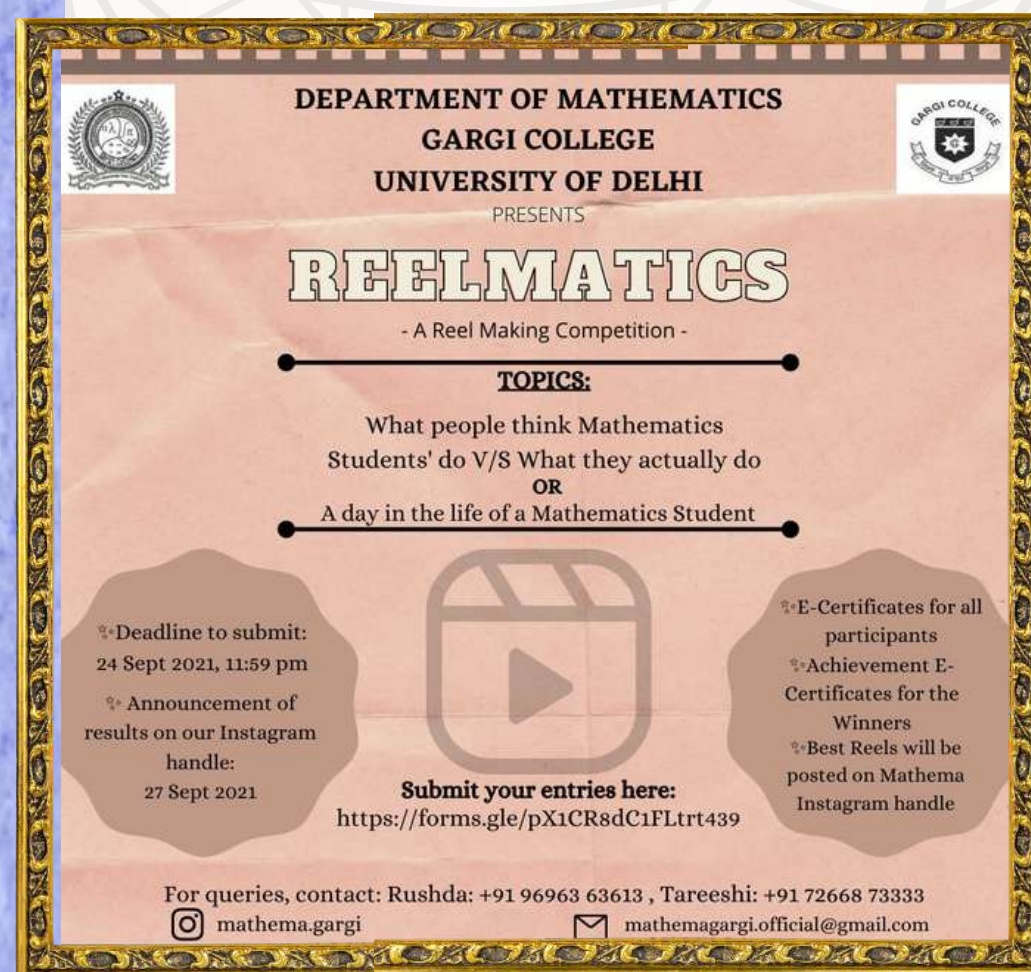 DEPARTMENT OF MATHEMATICS
GARGI COLLEGE
UNIVERSITY OF DELHI
PRESENTS
GARGI COLLEGE
REELMATICS
- A Reel Making Competition -
TOPICS:
What people think Mathematics
Students' do V/S What they actually do
OR
A day in the life of a Mathematics Student
✨Deadline to submit:
24 Sept 2021, 11:59 pm
✨ Announcement of
results on our Instagram
handle:
27 Sept 2021
✨E-Certificates for all
participants
✨Achievement E-
Certificates for the
Winners
✨Best Reels will be
posted on Mathema
Instagram handle
Submit your entries here:
https://forms.gle/pX1CR8dC1FLtrt439
For queries, contact: Rushda: +91 96963 63613 , Tareeshi: +91 72668 73333
mathema.gargi
mathemagargi.official@gmail.com